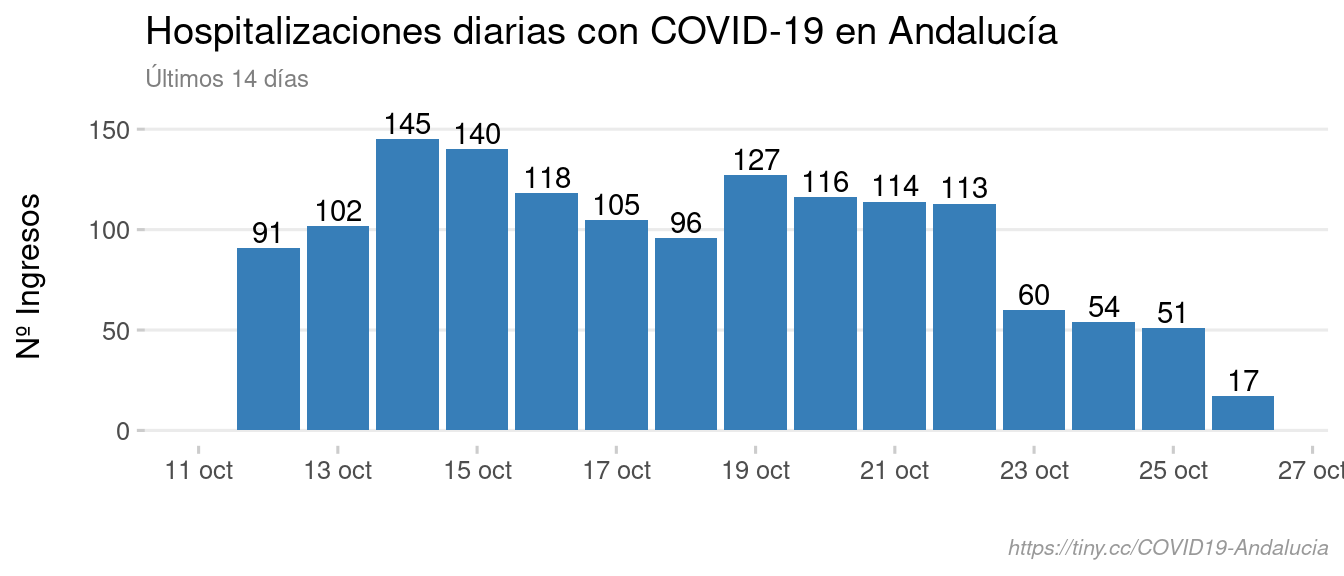 Hospitalizaciones diarias con COVID-19 en Andalucía
Últimos 14 días
Nº Ingresos
150
100
50
0
91
102
145
140
118
105
96
127
116
114
113
60
54
51
17
11 oct
13 oct
15 oct
17 oct
19 oct
21 oct
23 oct
25 oct
27 oct
https://tiny.cc/COVID19-Andalucia